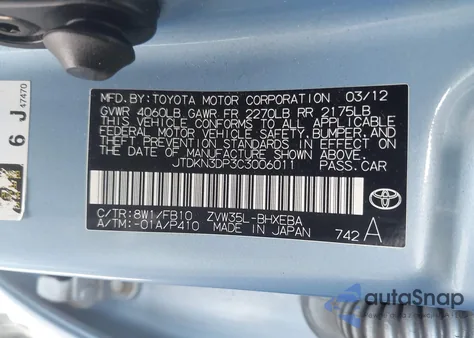 MFD. BY: TOYOTA MOTOR CORPORATION 03/12
GVWR 4060LB GAWR FR 2270LB RR 2175LB
THIS VEHICLE CONFORMS TO ALL APPLICABLE
FEDERAL MOTOR VEHICLE SAFETY, BUMPER, AND
THEFT PREVENTION STANDARDS IN EFFECT ON THE
DATE OF MANUFACTURE SHOWN ABOVE.
JTDKN3DP3C3006011 PASS.CAR
C/TR: 8W1/FB10 ZVW35L-BHXEBA
A/TM: -01A/P410 MADE IN JAPAN 742 A
6 J 47470
autoSnap